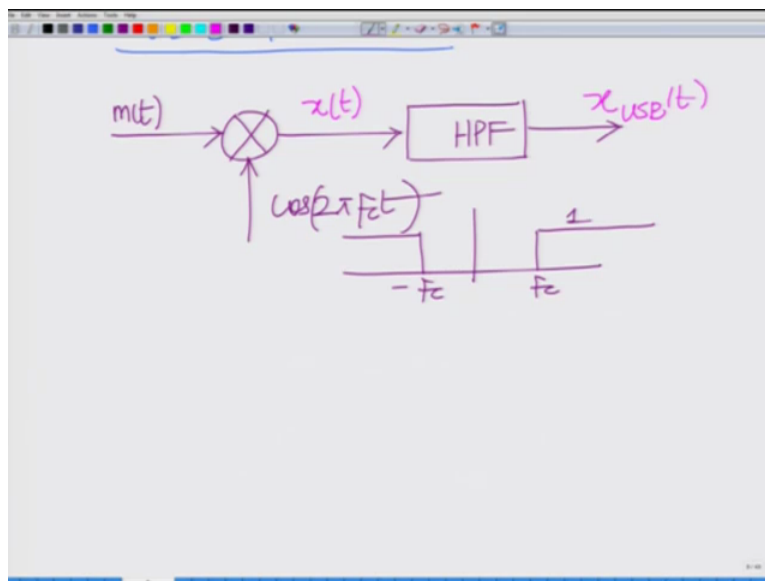 m(t)
x(t)
x_USB(t)
HPF
cos(2πFct)
1
- Fc
Fc